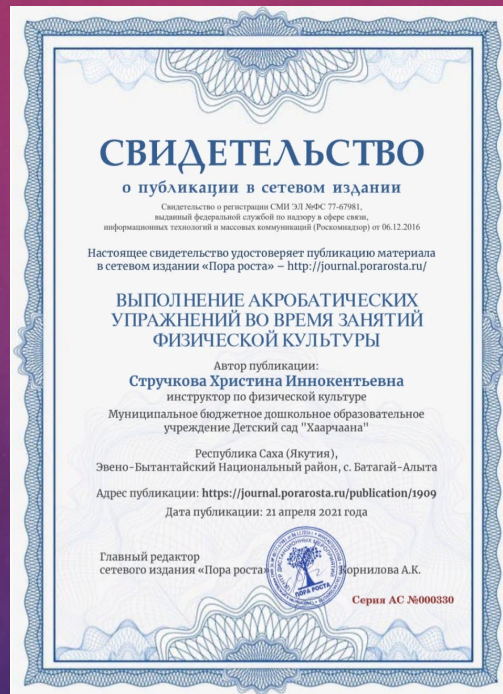 СВИДЕТЕЛЬСТВО
о публикации в сетевом издании
Свидетельство о регистрации СМИ ЭЛ №ФС 77-67981,
выданный федеральной службой по надзору в сфере связи,
информационных технологий и массовых коммуникаций (Роскомнадзор) от 06.12.2016
Настоящее свидетельство удостоверяет публикацию материала
в сетевом издании «Пора роста» – http://journal.porarosta.ru/
ВЫПОЛНЕНИЕ АКРОБАТИЧЕСКИХ
УПРАЖНЕНИЙ ВО ВРЕМЯ ЗАНЯТИЙ
ФИЗИЧЕСКОЙ КУЛЬТУРЫ
Автор публикации:
Стручкова Христина Иннокентьевна
инструктор по физической культуре
Муниципальное бюджетное дошкольное образовательное
учреждение Детский сад "Хаарчаана"
Республика Саха (Якутия),
Эвено-Бытантайский Национальный район, с. Батагай-Алыта
Адрес публикации: https://journal.porarosta.ru/publication/1909
Дата публикации: 21 апреля 2021 года
Главный редактор
сетевого издания «Пора роста» Корнилова А.К.
ПОРА РОСТА
Серия АС №000330